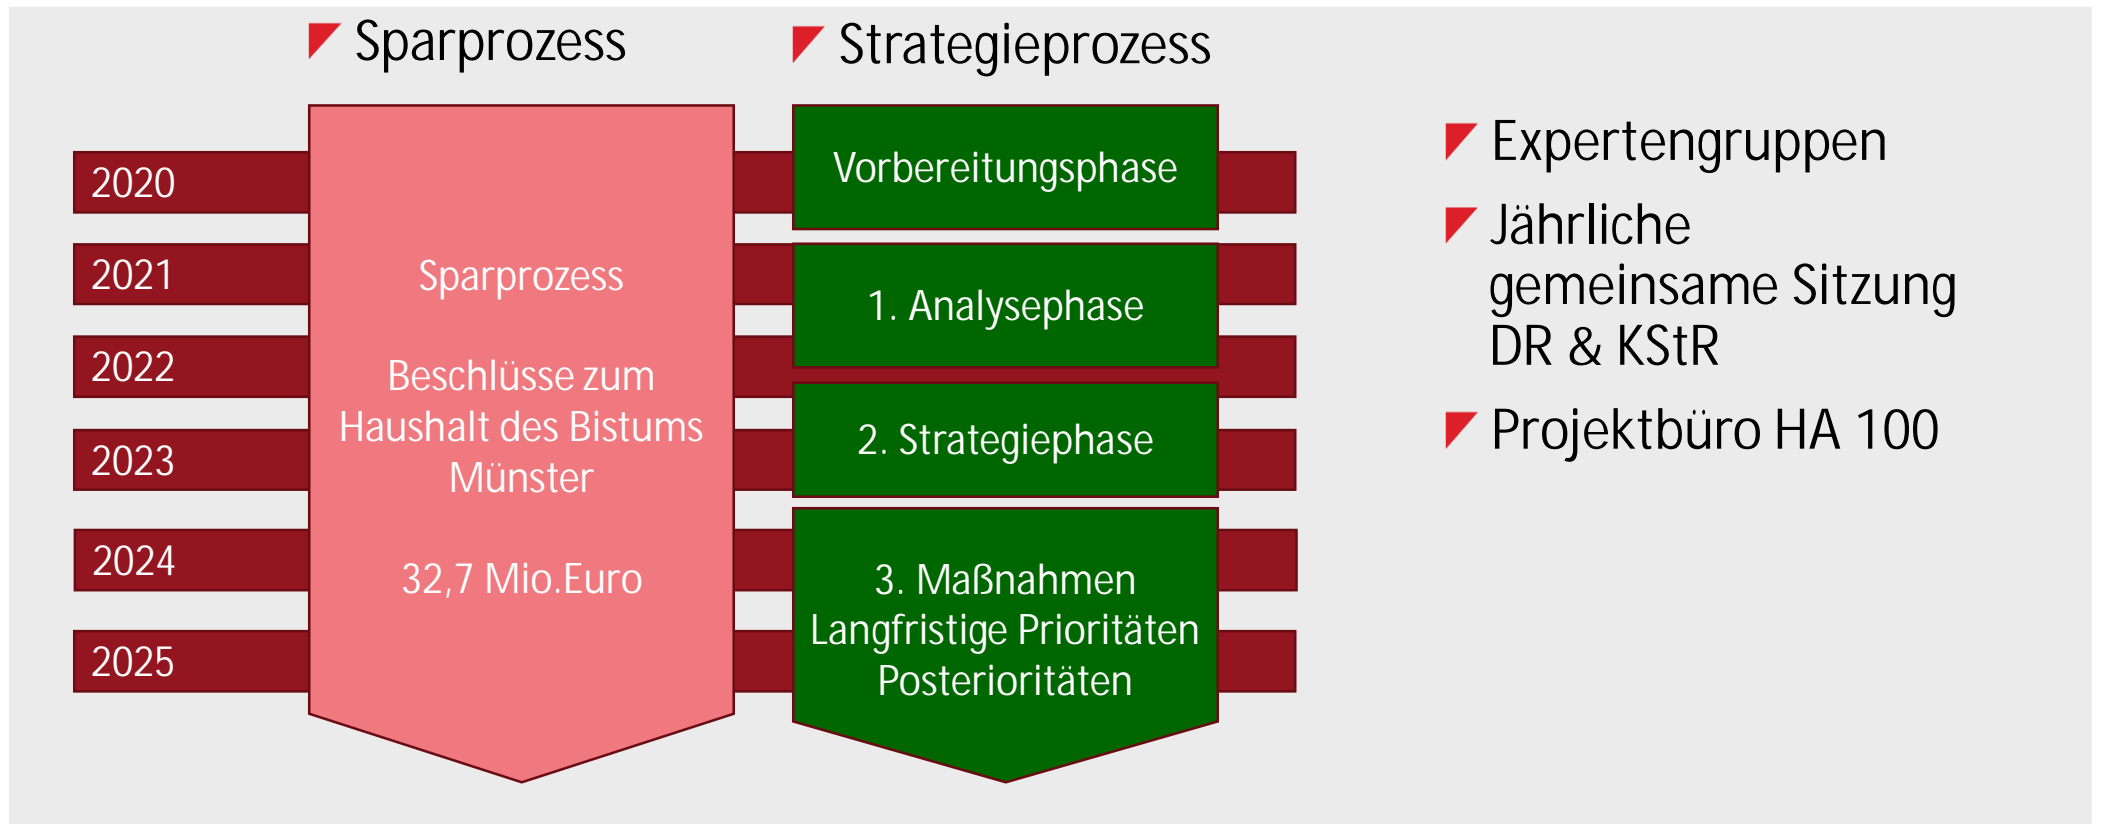 Sparprozess
Strategieprozess
2020
2021
2022
2023
2024
2025
Sparprozess
Beschlüsse zum
Haushalt des Bistums
Münster
32,7 Mio.Euro
Vorbereitungsphase
1. Analysephase
2. Strategiephase
3. Maßnahmen
Langfristige Prioritäten
Posterioritäten
Expertengruppen
Jährliche
gemeinsame Sitzung
DR & KStR
Projektbüro HA 100